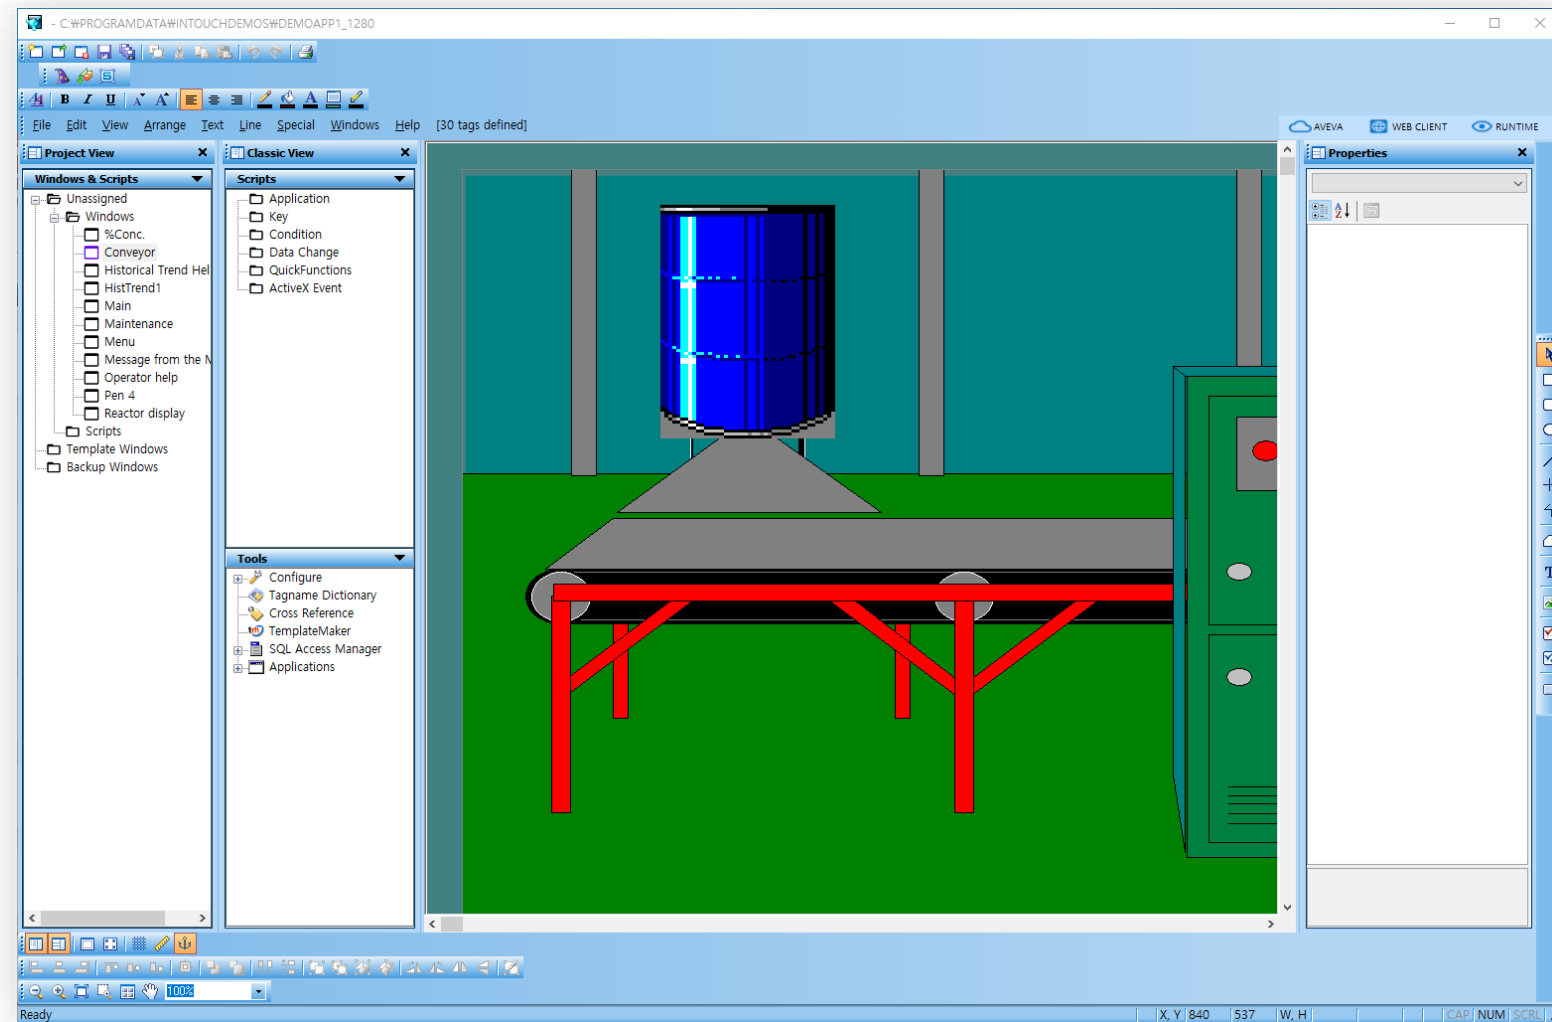 - C:₩PROGRAMDATA₩INTOUCHDEMOS₩DEMOAPP1_1280
B I U A A A
File Edit View Arrange Text Line Special Windows Help [30 tags defined]
AVEVA WEB CLIENT RUNTIME
Project View
Windows & Scripts
Unassigned
Windows
%Conc.
Conveyor
Historical Trend Hel
HistTrend1
Main
Maintenance
Menu
Message from the
Operator help
Pen 4
Reactor display
Scripts
Template Windows
Backup Windows
Classic View
Scripts
Application
Key
Condition
Data Change
QuickFunctions
ActiveX Event
Tools
Configure
Tagname Dictionary
Cross Reference
TemplateMaker
SQL Access Manager
Applications
Properties
100%
Ready
X, Y 840 537 W, H CAP NUM SCRL